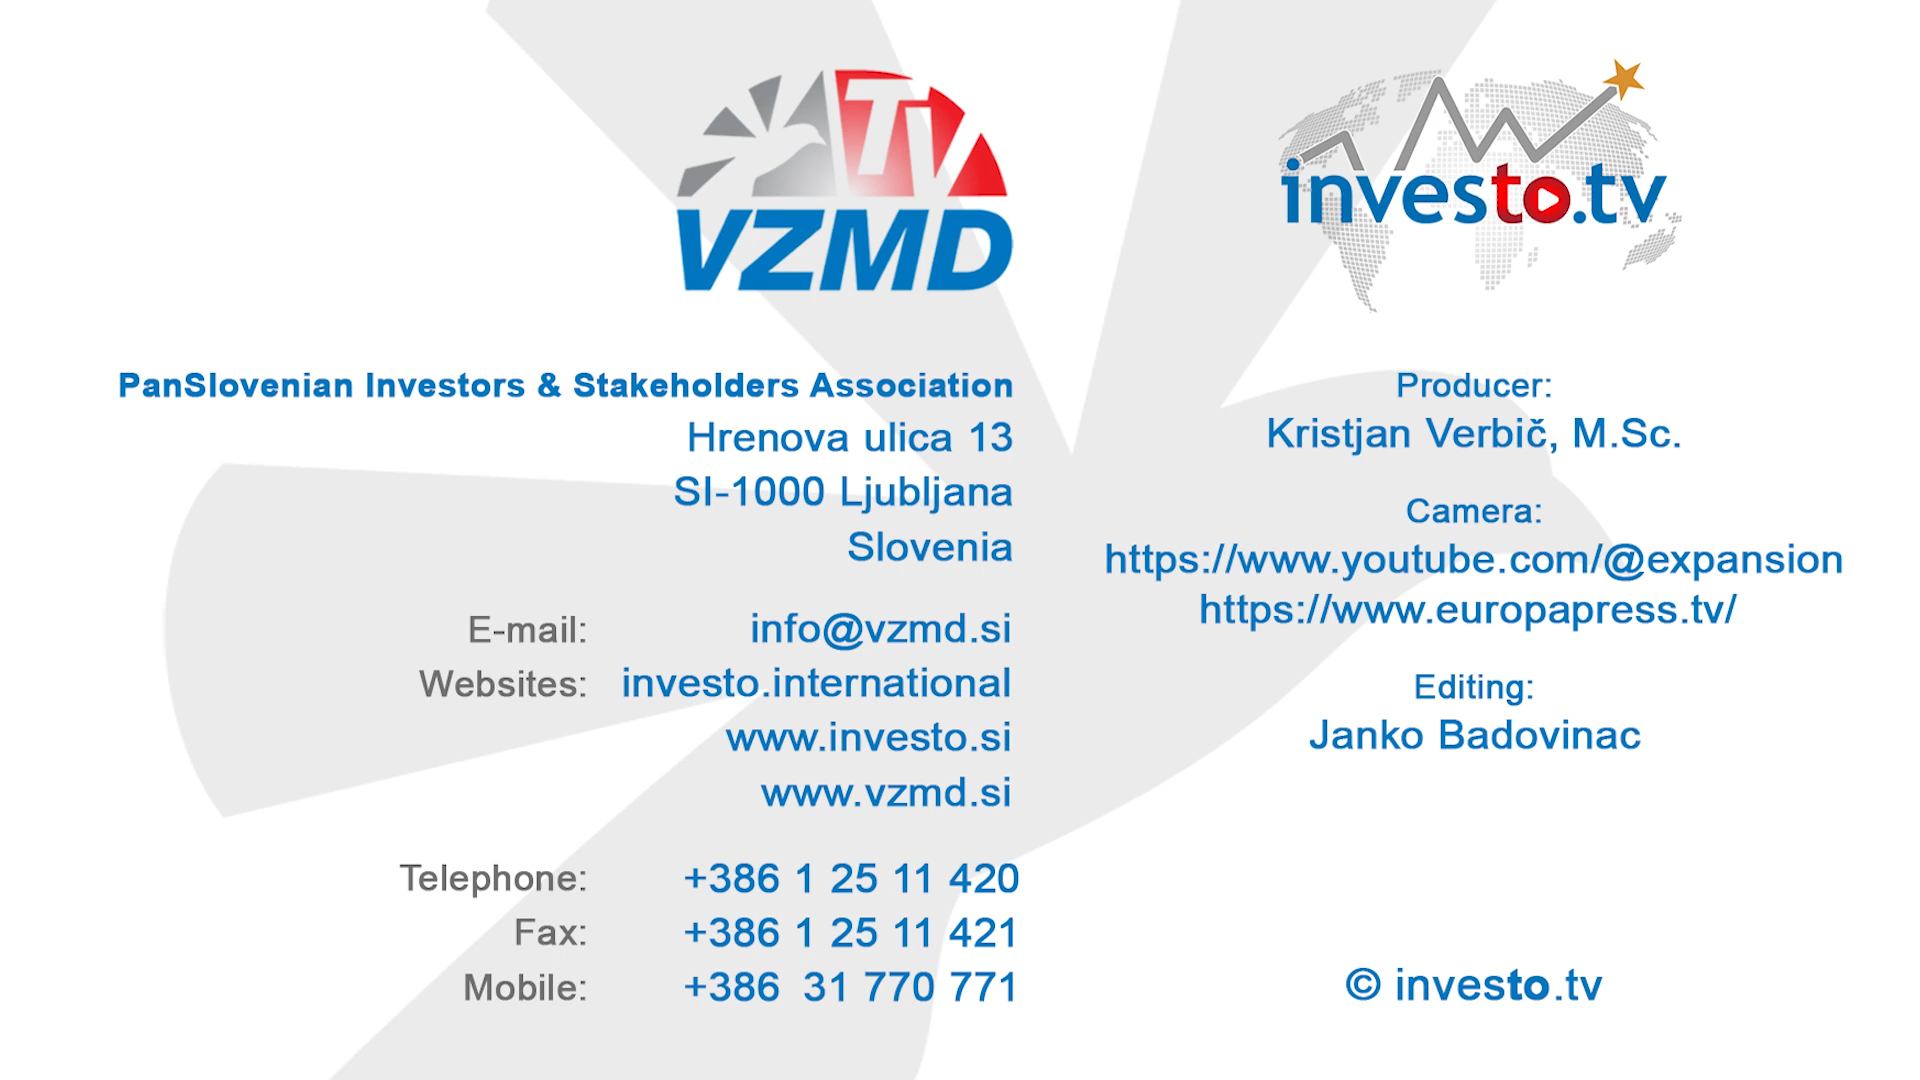 TV
VZMD
PanSlovenian Investors & Stakeholders Association
Hrenova ulica 13
SI-1000 Ljubljana
Slovenia
E-mail: info@vzmd.si
Websites: investo.international
www.investo.si
www.vzmd.si
Telephone: +386 1 25 11 420
Fax: +386 1 25 11 421
Mobile: +386 31 770 771
investo.tv
Producer:
Kristjan Verbič, M.Sc.
Camera:
https://www.youtube.com/@expansion
https://www.europapress.tv/
Editing:
Janko Badovinac
© investo.tv